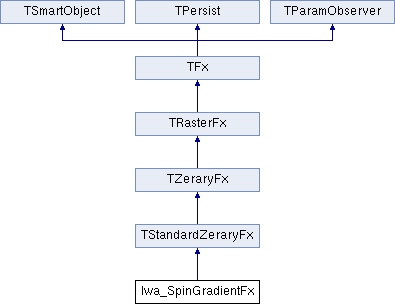 TSmartObject TPersist TParamObserver
TFx
TRasterFx
TZeraryFx
TStandardZeraryFx
Iwa_SpinGradientFx